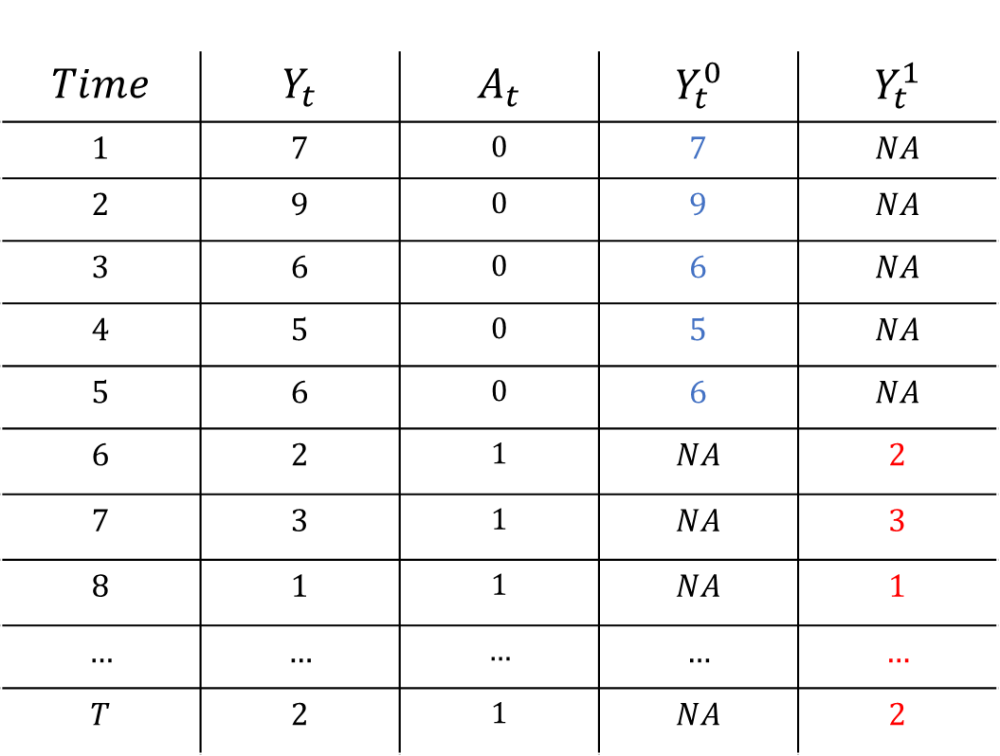 Time Y_t A_t Y_t^0 Y_t^1
1 7 0 7 NA
2 9 0 9 NA
3 6 0 6 NA
4 5 0 5 NA
5 6 0 6 NA
6 2 1 NA 2
7 3 1 NA 3
8 1 1 NA 1
... ... ... ... ...
T 2 1 NA 2